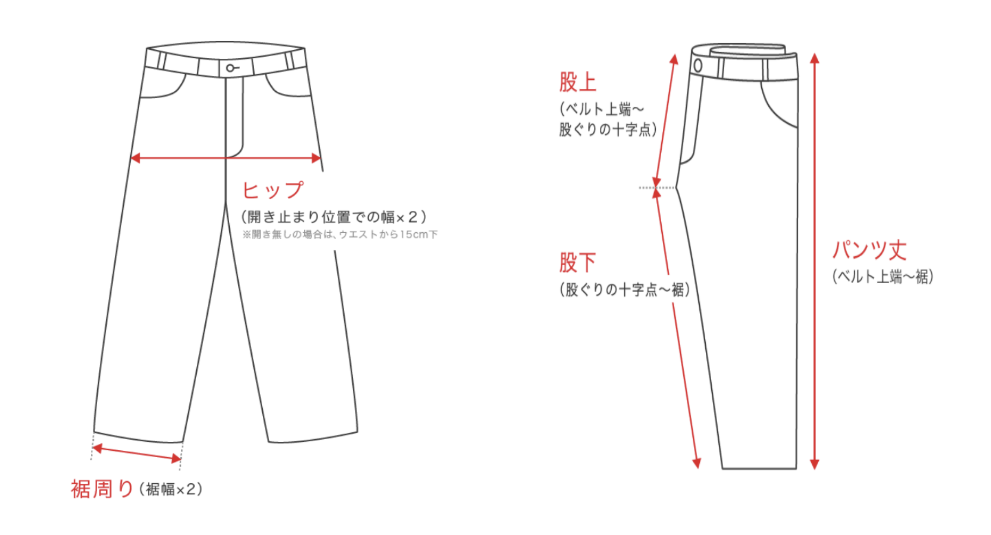 ヒップ
(開き止まり位置での幅×2)
※開き無しの場合は、ウエストから15cm下
裾周り(裾幅×2)
股上
(ベルト上端〜
股ぐりの十字点)
股下
(股ぐりの十字点〜裾)
パンツ丈
(ベルト上端〜裾)